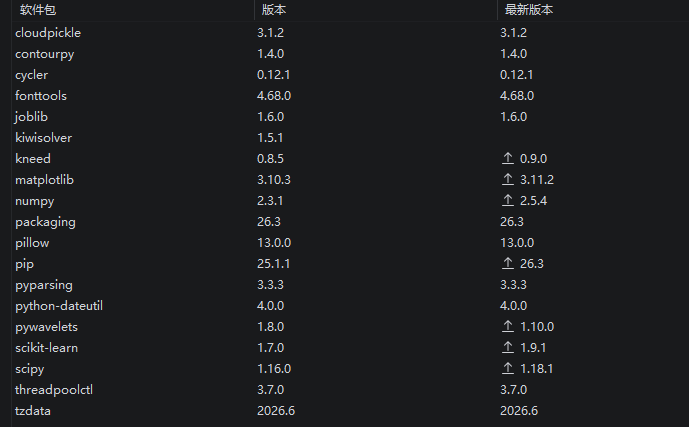 软件包 版本 最新版本
cloudpickle 3.1.2 3.1.2
contourpy 1.4.0 1.4.0
cycler 0.12.1 0.12.1
fonttools 4.68.0 4.68.0
joblib 1.6.0 1.6.0
kiwisolver 1.5.1
kneed 0.8.5 0.9.0
matplotlib 3.10.3 3.11.2
numpy 2.3.1 2.5.4
packaging 26.3 26.3
pillow 13.0.0 13.0.0
pip 25.1.1 26.3
pyparsing 3.3.3 3.3.3
python-dateutil 4.0.0 4.0.0
pywavelets 1.8.0 1.10.0
scikit-learn 1.7.0 1.9.1
scipy 1.16.0 1.18.1
threadpoolctl 3.7.0 3.7.0
tzdata 2026.6 2026.6